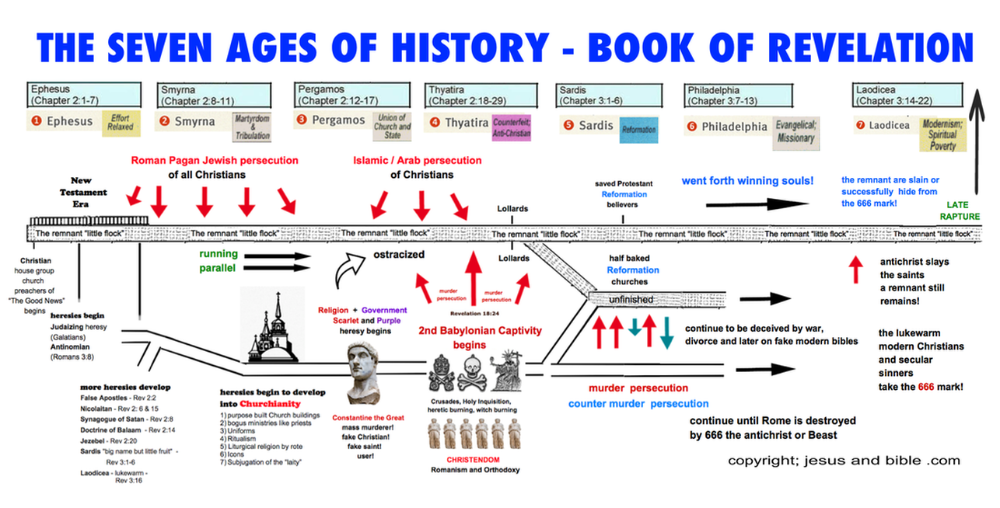 THE SEVEN AGES OF HISTORY - BOOK OF REVELATION
Ephesus
(Chapter 2:1-7)
Smyrna
(Chapter 2:8-11)
Pergamos
(Chapter 2:12-17)
Thyatira
(Chapter 2:18-29)
Sardis
(Chapter 3:1-6)
Philadelphia
(Chapter 3:7-13)
Laodicea
(Chapter 3:14-22)
1 Ephesus
Effort
Relaxed
2 Smyrna
Martyrdom
&
Tribulation
3 Pergamos
Union of
Church and
State
4 Thyatira
Counterfeit;
Anti-Christian
5 Sardis
Reformation
6 Philadelphia
Evangelical;
Missionary
7 Laodicea
Modernism;
Spiritual
Poverty
Roman Pagan Jewish persecution
of all Christians
Islamic / Arab persecution
of Christians
New
Testament
Era
Lollards
saved Protestant
Reformation
believers
went forth winning souls!
the remnant are slain or
successfully hide from
the 666 mark!
LATE
RAPTURE
The remnant "little flock"
The remnant "little flock"
The remnant "little flock"
The remnant "little flock"
The remnant "little flock"
The remnant "little flock"
The remnant "little flock"
Christian
house group
church
preachers of
"The Good News"
begins
running
parallel
ostracized
Lollards
half baked
Reformation
churches
unfinished
antichrist slays
the saints
a remnant still
remains!
heresies begin
Judaizing heresy
(Galatians)
Antinomian
(Romans 3:8)
Religion + Government
Scarlet and Purple
heresy begins
murder
persecution
murder
persecution
Revelation 18:24
2nd Babylonian Captivity
begins
continue to be deceived by war,
divorce and later on fake modern bibles
the lukewarm
modern Christians
and secular
sinners
take the 666 mark!
more heresies develop
False Apostles - Rev 2:2
Nicolaitan - Rev 2: 6 & 15
Synagogue of Satan - Rev 2:8
Doctrine of Balaam - Rev 2:14
Jezebel - Rev 2:20
Sardis "big name but little fruit" -
Rev 3:1-6
Laodicea - lukewarm -
Rev 3:16
heresies begin to develop
into Churchianity
1) purpose built Church buildings
2) bogus ministries like priests
3) Uniforms
4) Ritualism
5) Liturgical religion by rote
6) Icons
7) Subjugation of the "laity"
Constantine the Great
mass murderer!
fake Christian!
fake saint!
user!
Crusades, Holy Inquisition,
heretic burning, witch burning
CHRISTENDOM
Romanism and Orthodoxy
murder persecution
counter murder persecution
continue until Rome is destroyed
by 666 the antichrist or Beast
copyright; jesus and bible .com